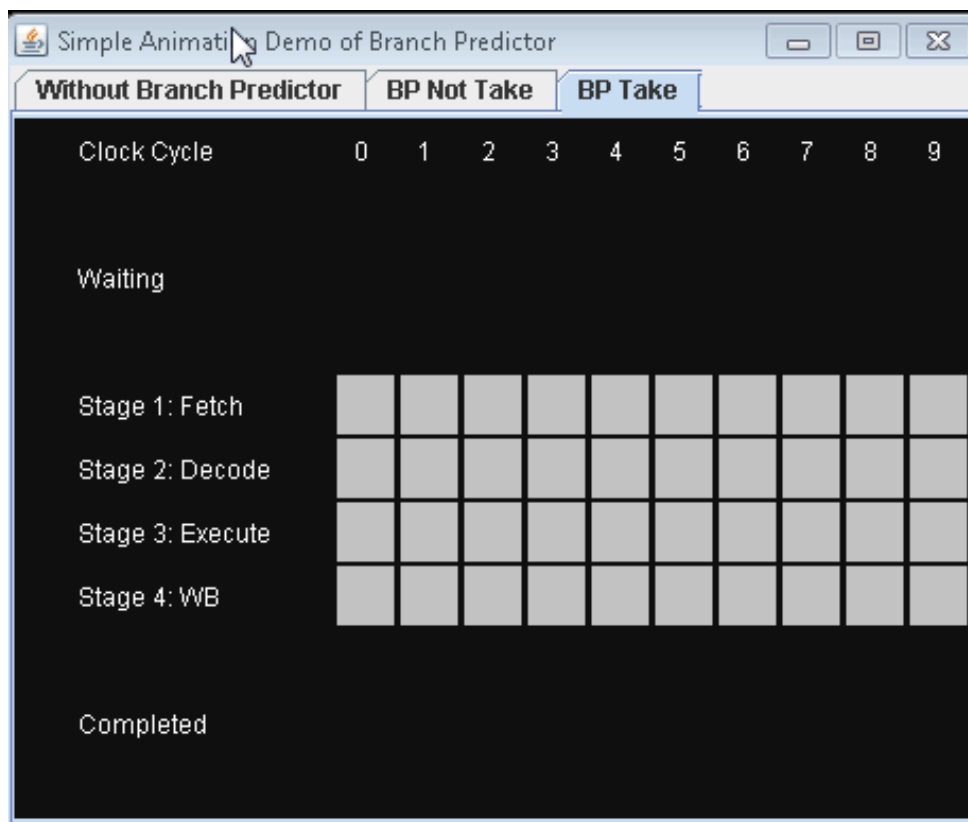 Simple Animation Demo of Branch Predictor
Without Branch Predictor BP Not Take BP Take
Clock Cycle 0 1 2 3 4 5 6 7 8 9
Waiting
Stage 1: Fetch
Stage 2: Decode
Stage 3: Execute
Stage 4: WB
Completed